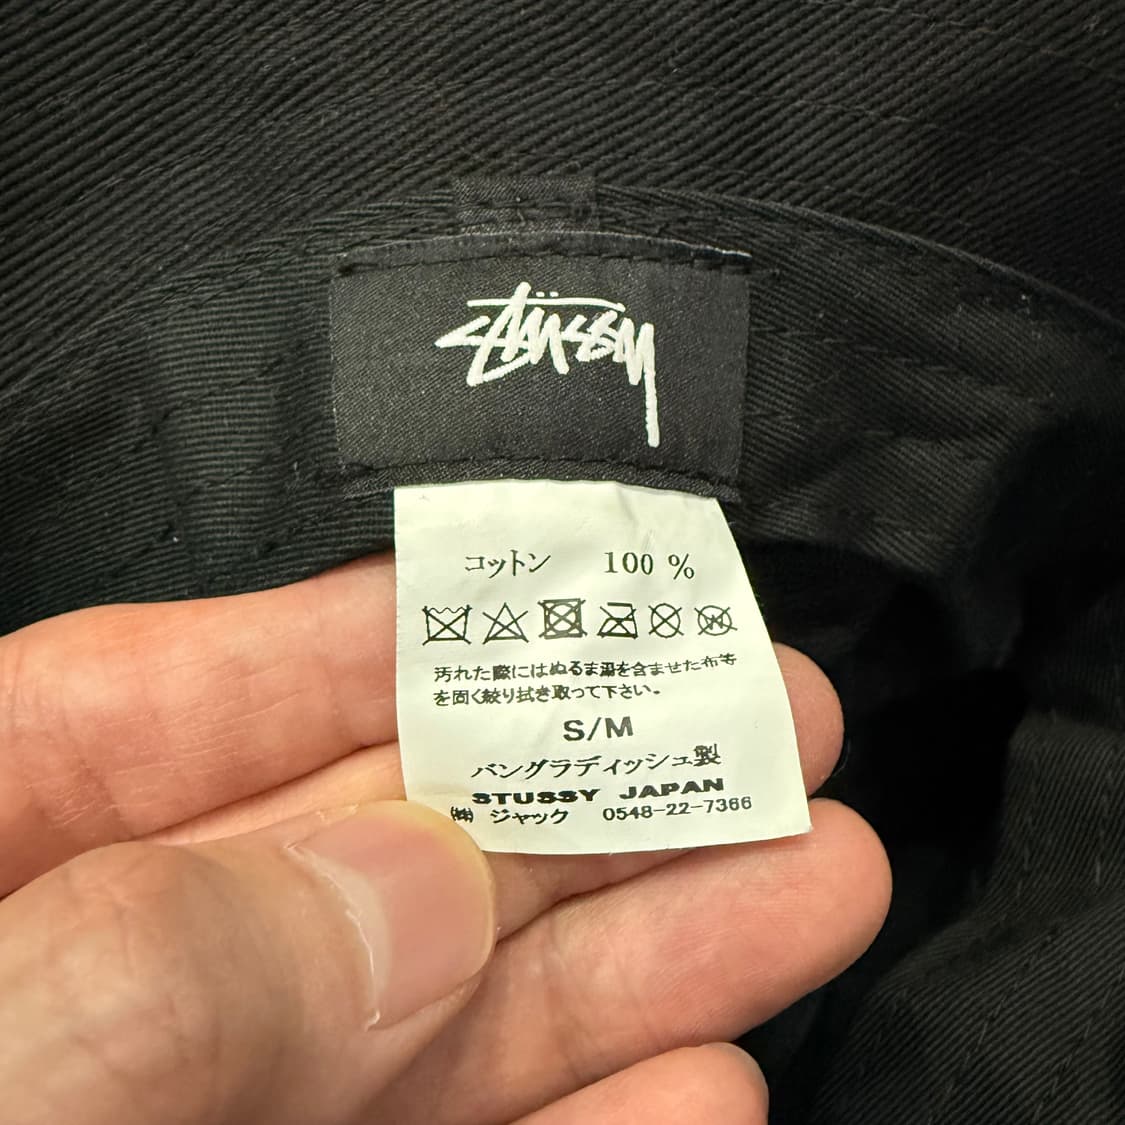 STÜSSY
コットン 100 %
汚れた際にはぬるま湯を含ませた布等
を固く絞り拭き取って下さい。
S/M
バングラディッシュ製
STUSSY JAPAN
㈱ ジャック 0548-22-7366